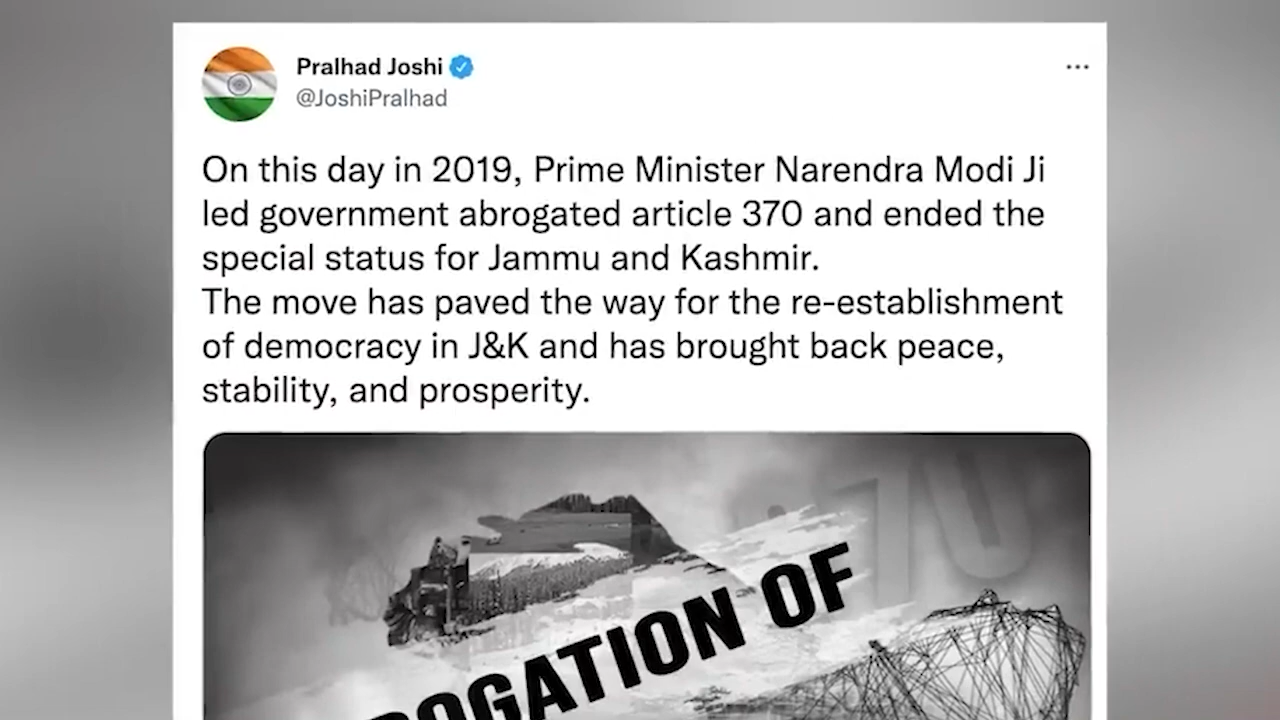 Pralhad Joshi
@JoshiPralhad
On this day in 2019, Prime Minister Narendra Modi Ji
led government abrogated article 370 and ended the
special status for Jammu and Kashmir.
The move has paved the way for the re-establishment
of democracy in J&K and has brought back peace,
stability, and prosperity.
70
OGATION OF